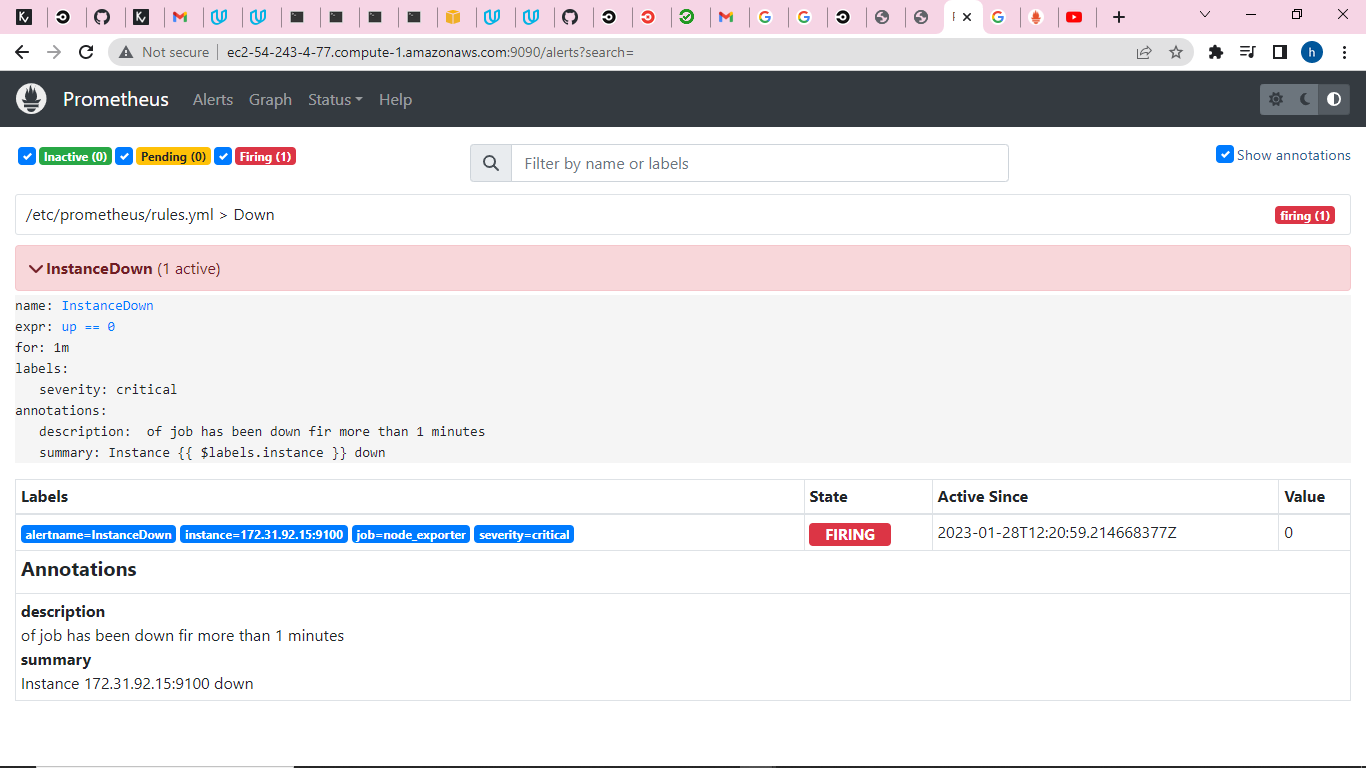 Not secure ec2-54-243-4-77.compute-1.amazonaws.com:9090/alerts?search= h
Prometheus Alerts Graph Status Help
Inactive (0) Pending (0) Firing (1) Filter by name or labels Show annotations
/etc/prometheus/rules.yml > Down firing (1)
InstanceDown (1 active)
name: InstanceDown
expr: up == 0
for: 1m
labels:
severity: critical
annotations:
description: of job has been down fir more than 1 minutes
summary: Instance {{ $labels.instance }} down
Labels State Active Since Value
alertname=InstanceDown instance=172.31.92.15:9100 job=node_exporter severity=critical FIRING 2023-01-28T12:20:59.214668377Z 0
Annotations
description
of job has been down fir more than 1 minutes
summary
Instance 172.31.92.15:9100 down